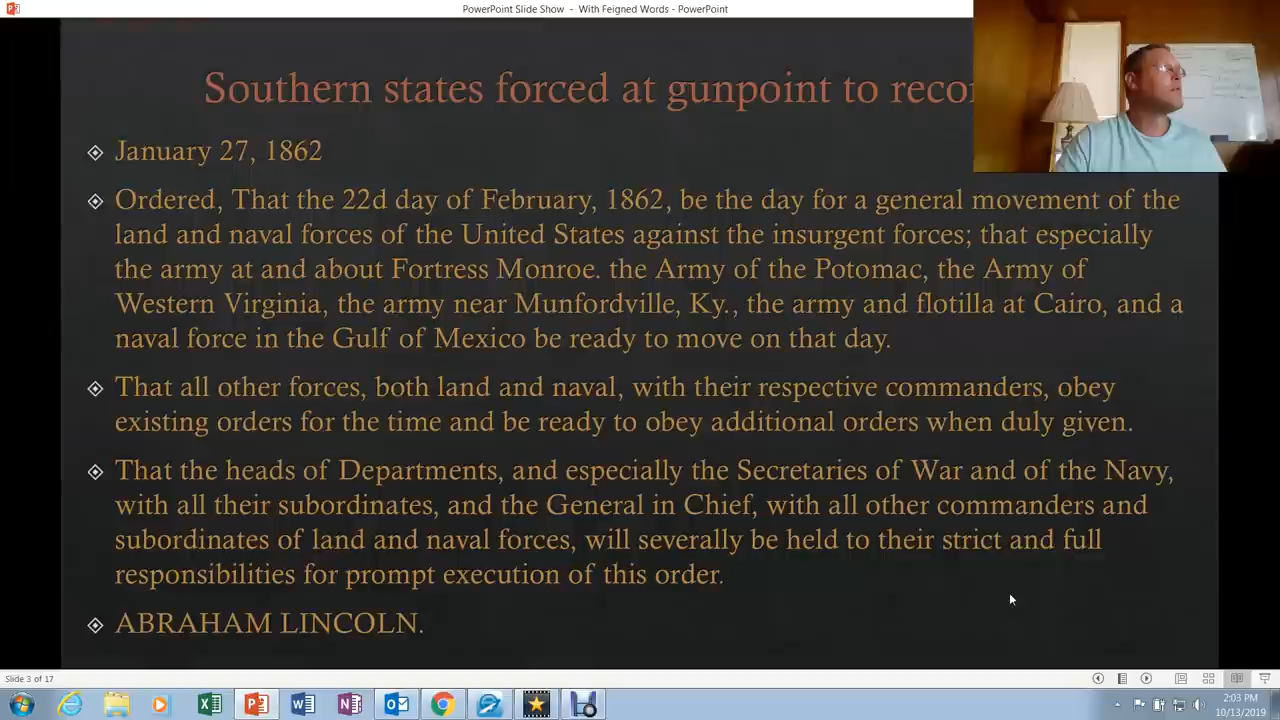 PowerPoint Slide Show - With Feigned Words - PowerPoint
Southern states forced at gunpoint to
January 27, 1862
Ordered, That the 22d day of February, 1862, be the day for a general movement of the
land and naval forces of the United States against the insurgent forces; that especially
the army at and about Fortress Monroe. the Army of the Potomac, the Army of
Western Virginia, the army near Munfordville, Ky., the army and flotilla at Cairo, and a
naval force in the Gulf of Mexico be ready to move on that day.
That all other forces, both land and naval, with their respective commanders, obey
existing orders for the time and be ready to obey additional orders when duly given.
That the heads of Departments, and especially the Secretaries of War and of the Navy,
with all their subordinates, and the General in Chief, with all other commanders and
subordinates of land and naval forces, will severally be held to their strict and full
responsibilities for prompt execution of this order.
ABRAHAM LINCOLN.
Slide 3 of 17
2:03 PM
10/13/2019